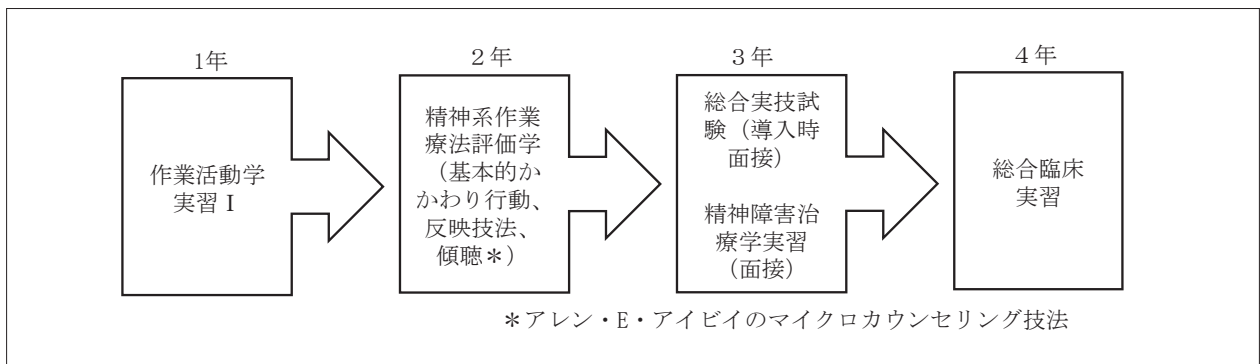 1年
作業活動学
実習Ⅰ
２年
精神系作業
療法評価学
（基本的か
かわり行動、
反映技法、
傾聴＊）
３年
総合実技試
験（導入時
面接）
精神障害治
療学実習
（面接）
４年
総合臨床
実習
＊アレン・E・アイビイのマイクロカウンセリング技法